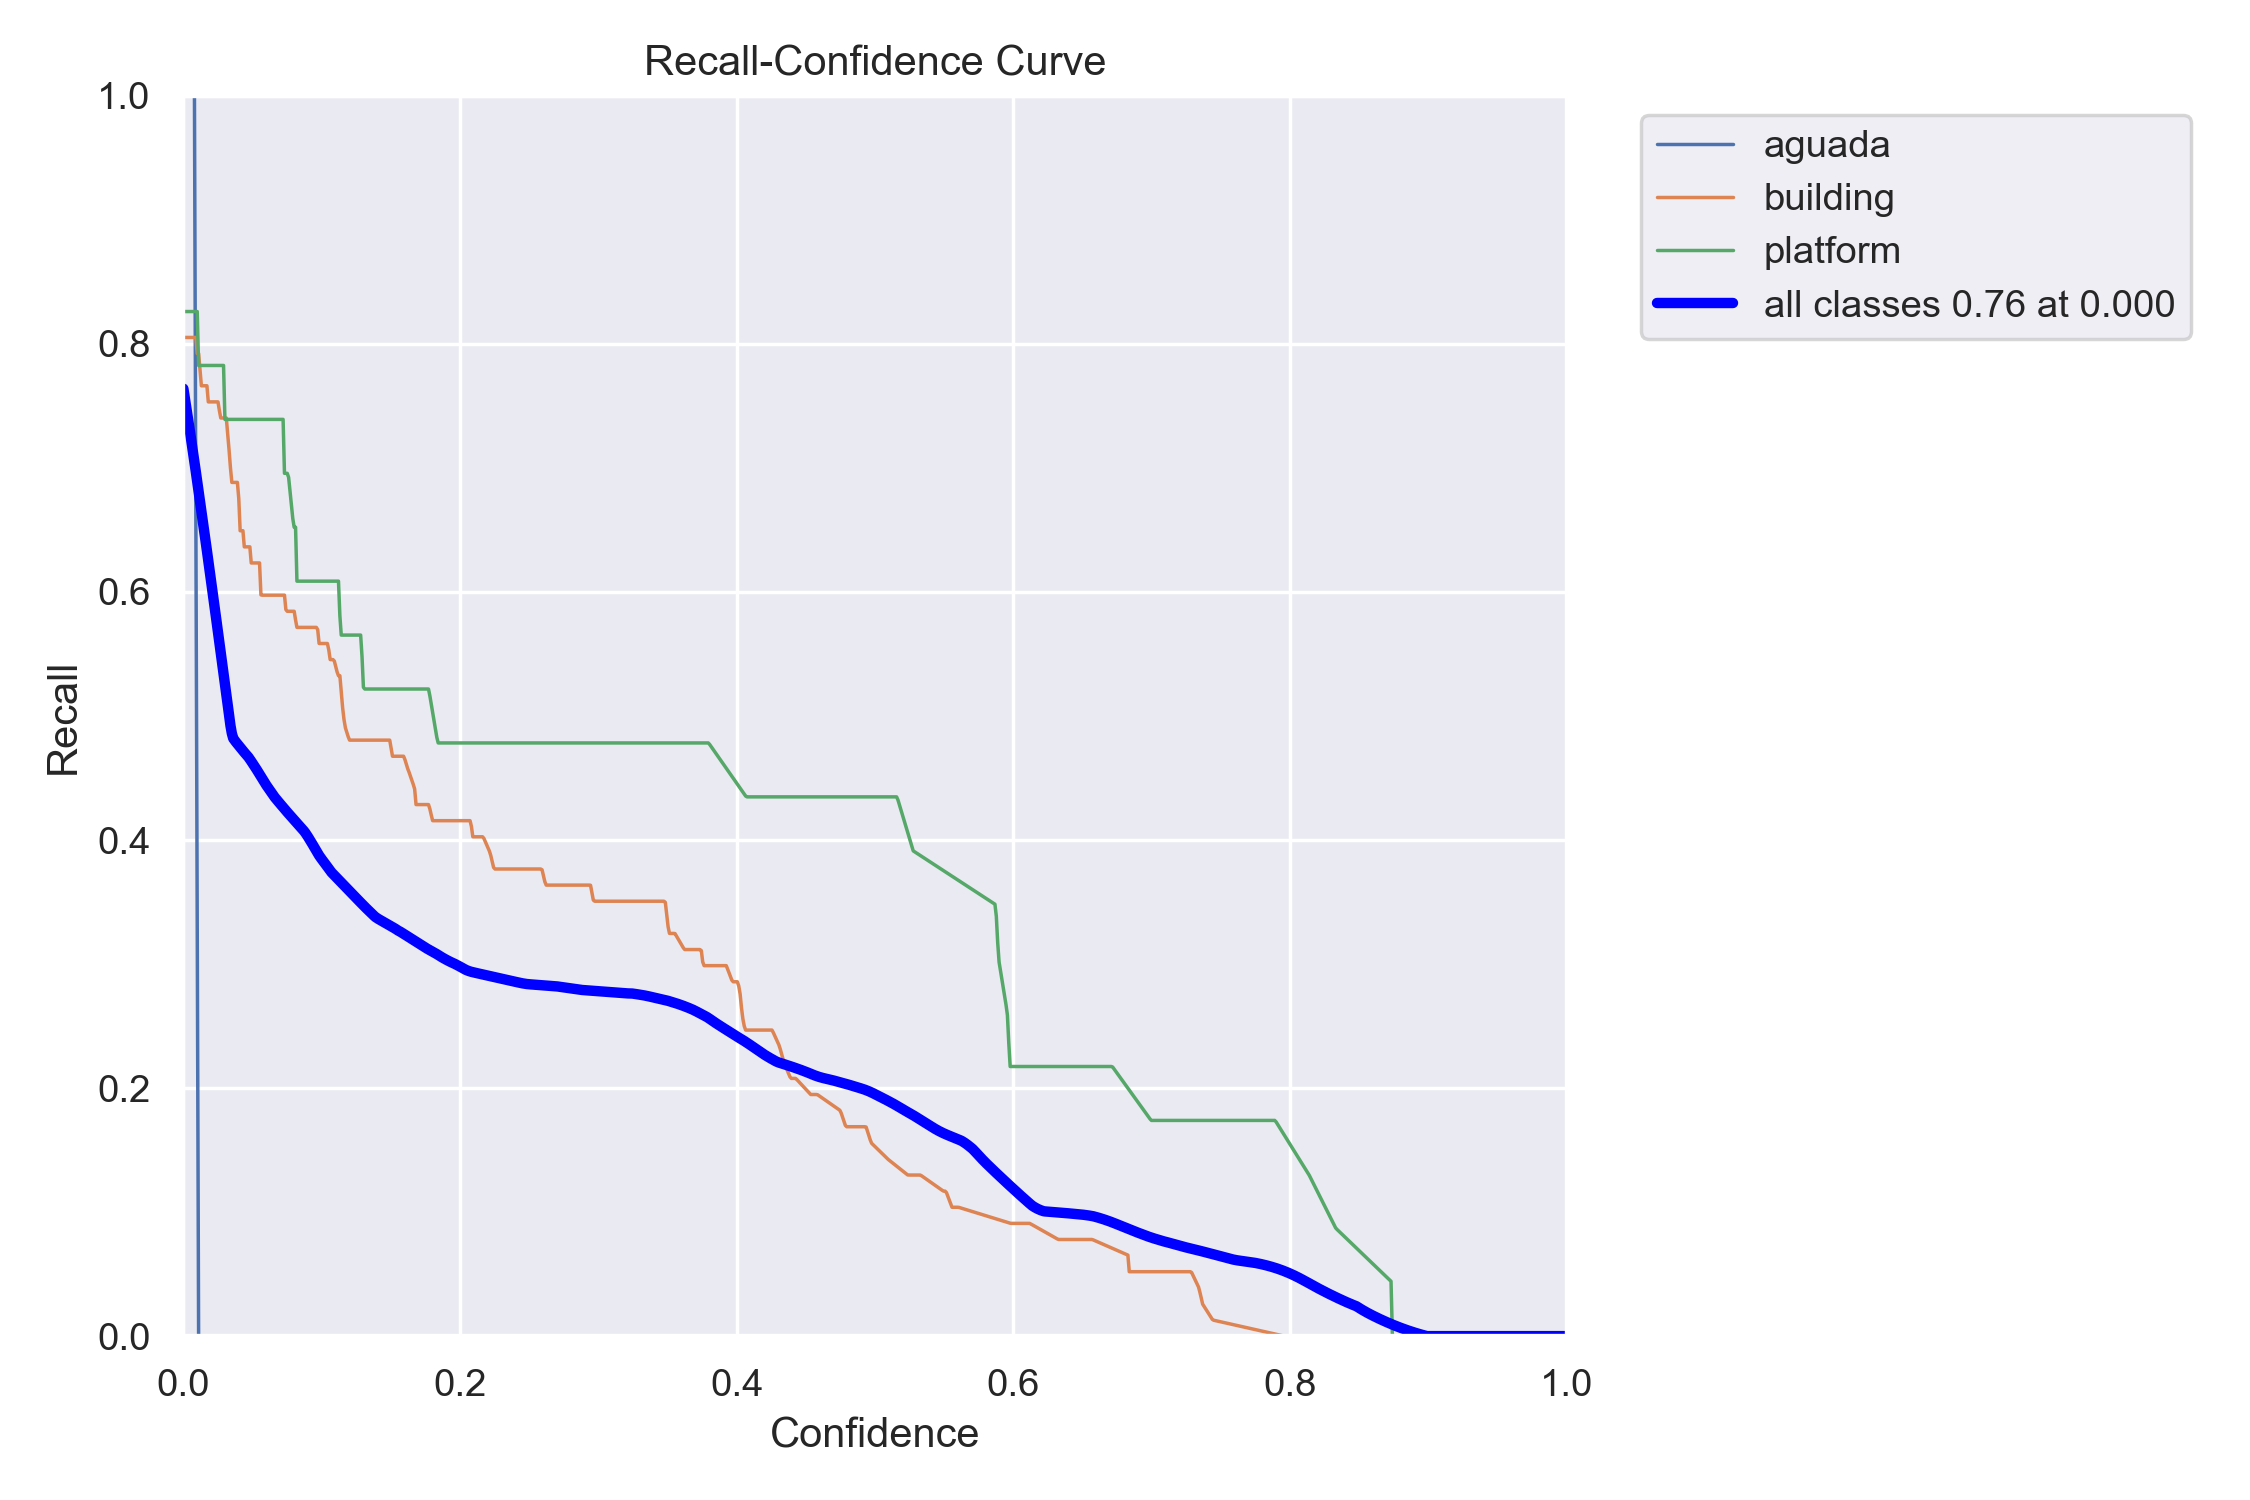 Recall-Confidence Curve
1.0
0.8
0.6
0.4
0.2
0.0
Recall
0.0 0.2 0.4 0.6 0.8 1.0
Confidence
aguada
building
platform
all classes 0.76 at 0.000